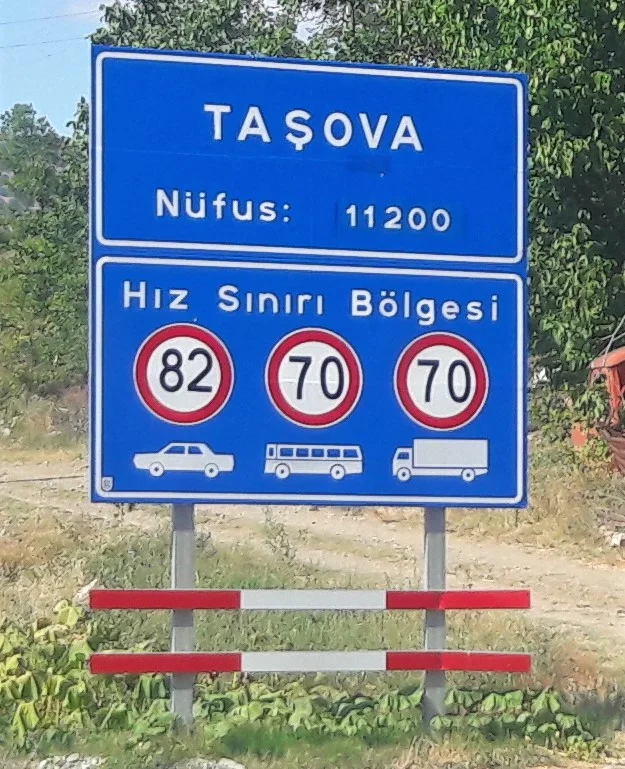 TAŞOVA
Nüfus: 11200
Hız Sınırı Bölgesi
82 70 70